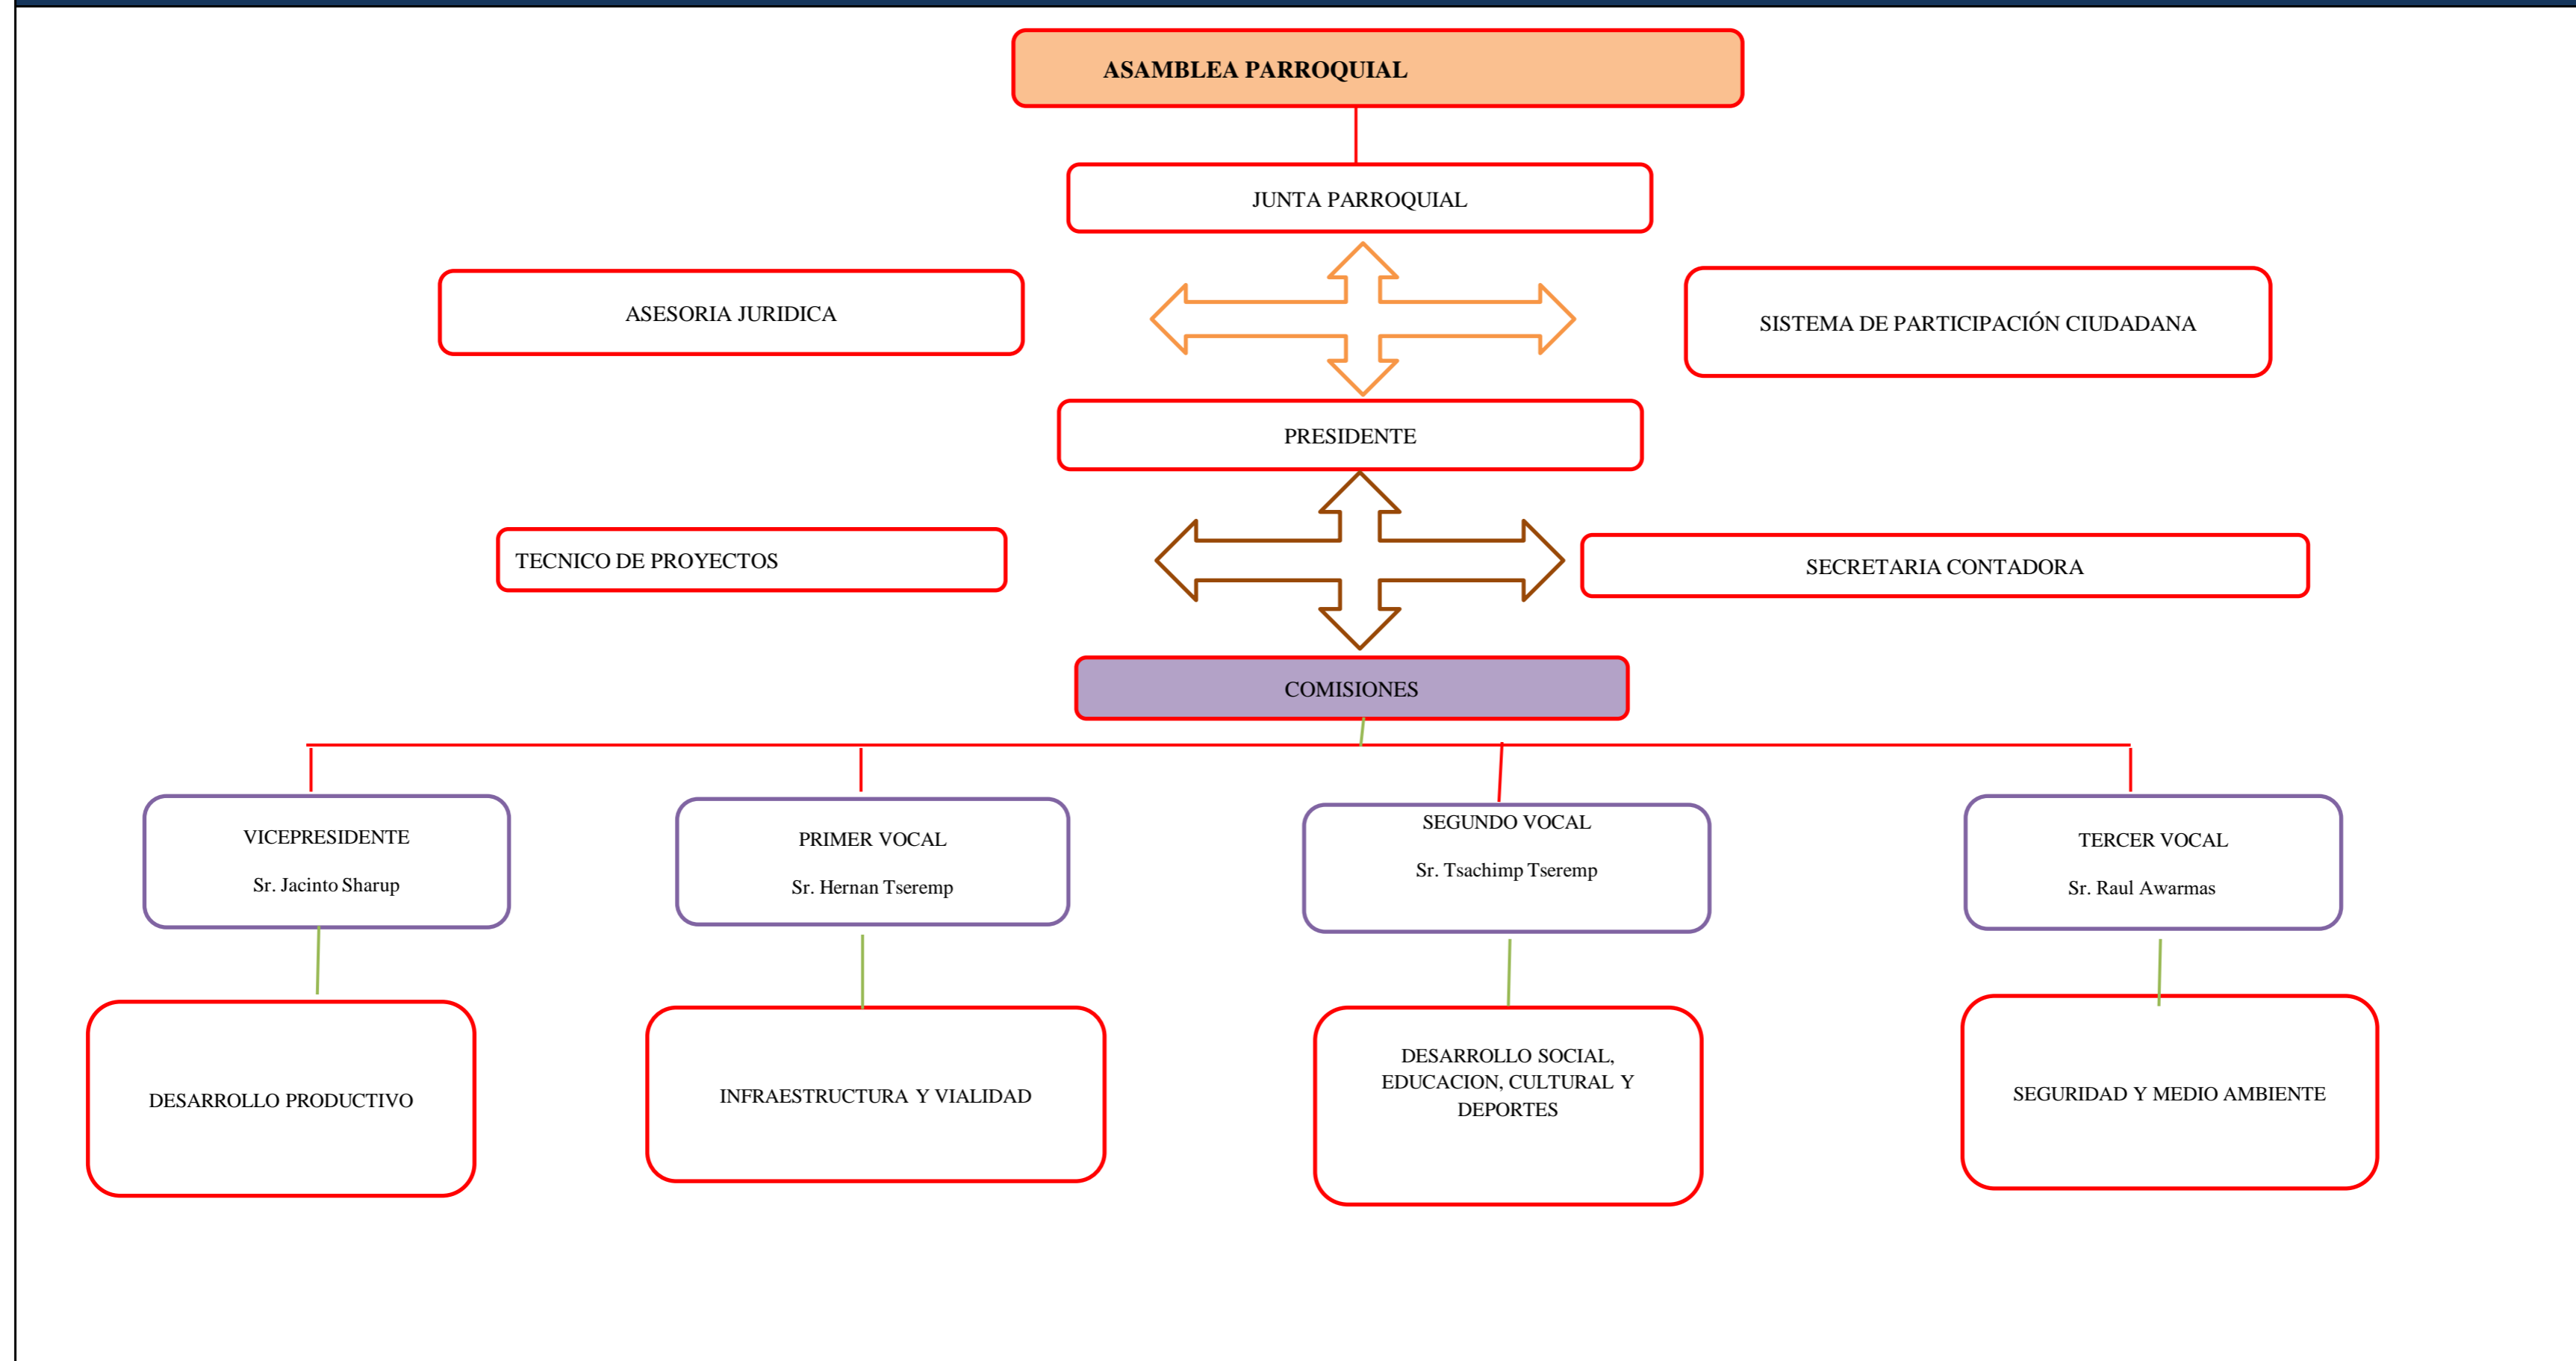 ASAMBLEA PARROQUIAL
JUNTA PARROQUIAL
ASESORIA JURIDICA
SISTEMA DE PARTICIPACIÓN CIUDADANA
PRESIDENTE
TECNICO DE PROYECTOS
SECRETARIA CONTADORA
COMISIONES
VICEPRESIDENTE
Sr. Jacinto Sharup
PRIMER VOCAL
Sr. Hernan Tseremp
SEGUNDO VOCAL
Sr. Tsachimp Tseremp
TERCER VOCAL
Sr. Raul Awarmas
DESARROLLO PRODUCTIVO
INFRAESTRUCTURA Y VIALIDAD
DESARROLLO SOCIAL,
EDUCACION, CULTURAL Y
DEPORTES
SEGURIDAD Y MEDIO AMBIENTE